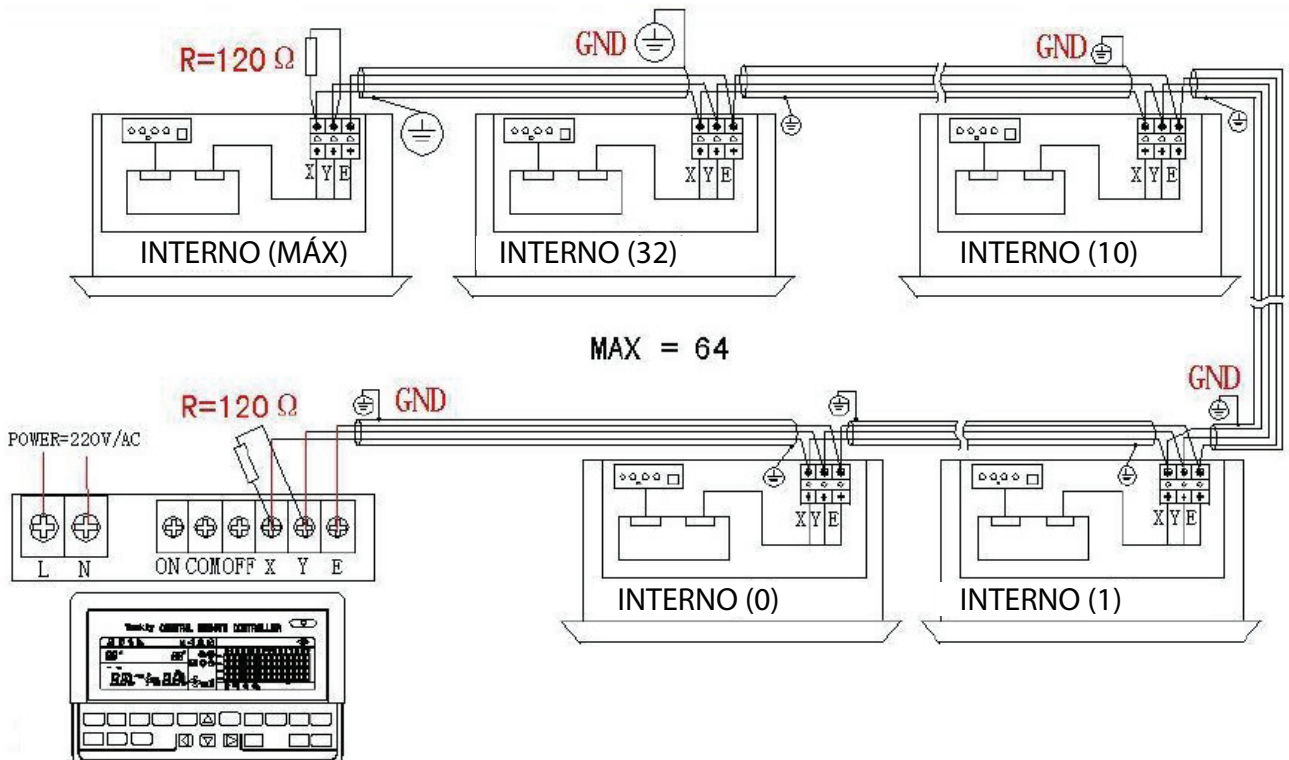 R=120 Ω
GND
GND
X Y E
X Y E
X Y E
INTERNO (MÁX)
INTERNO (32)
INTERNO (10)
MAX = 64
R=120 Ω
GND
GND
POWER=220V/AC
L N
ON COM OFF X Y E
X Y E
X Y E
INTERNO (0)
INTERNO (1)
CENTRAL REMOTE CONTROLLER